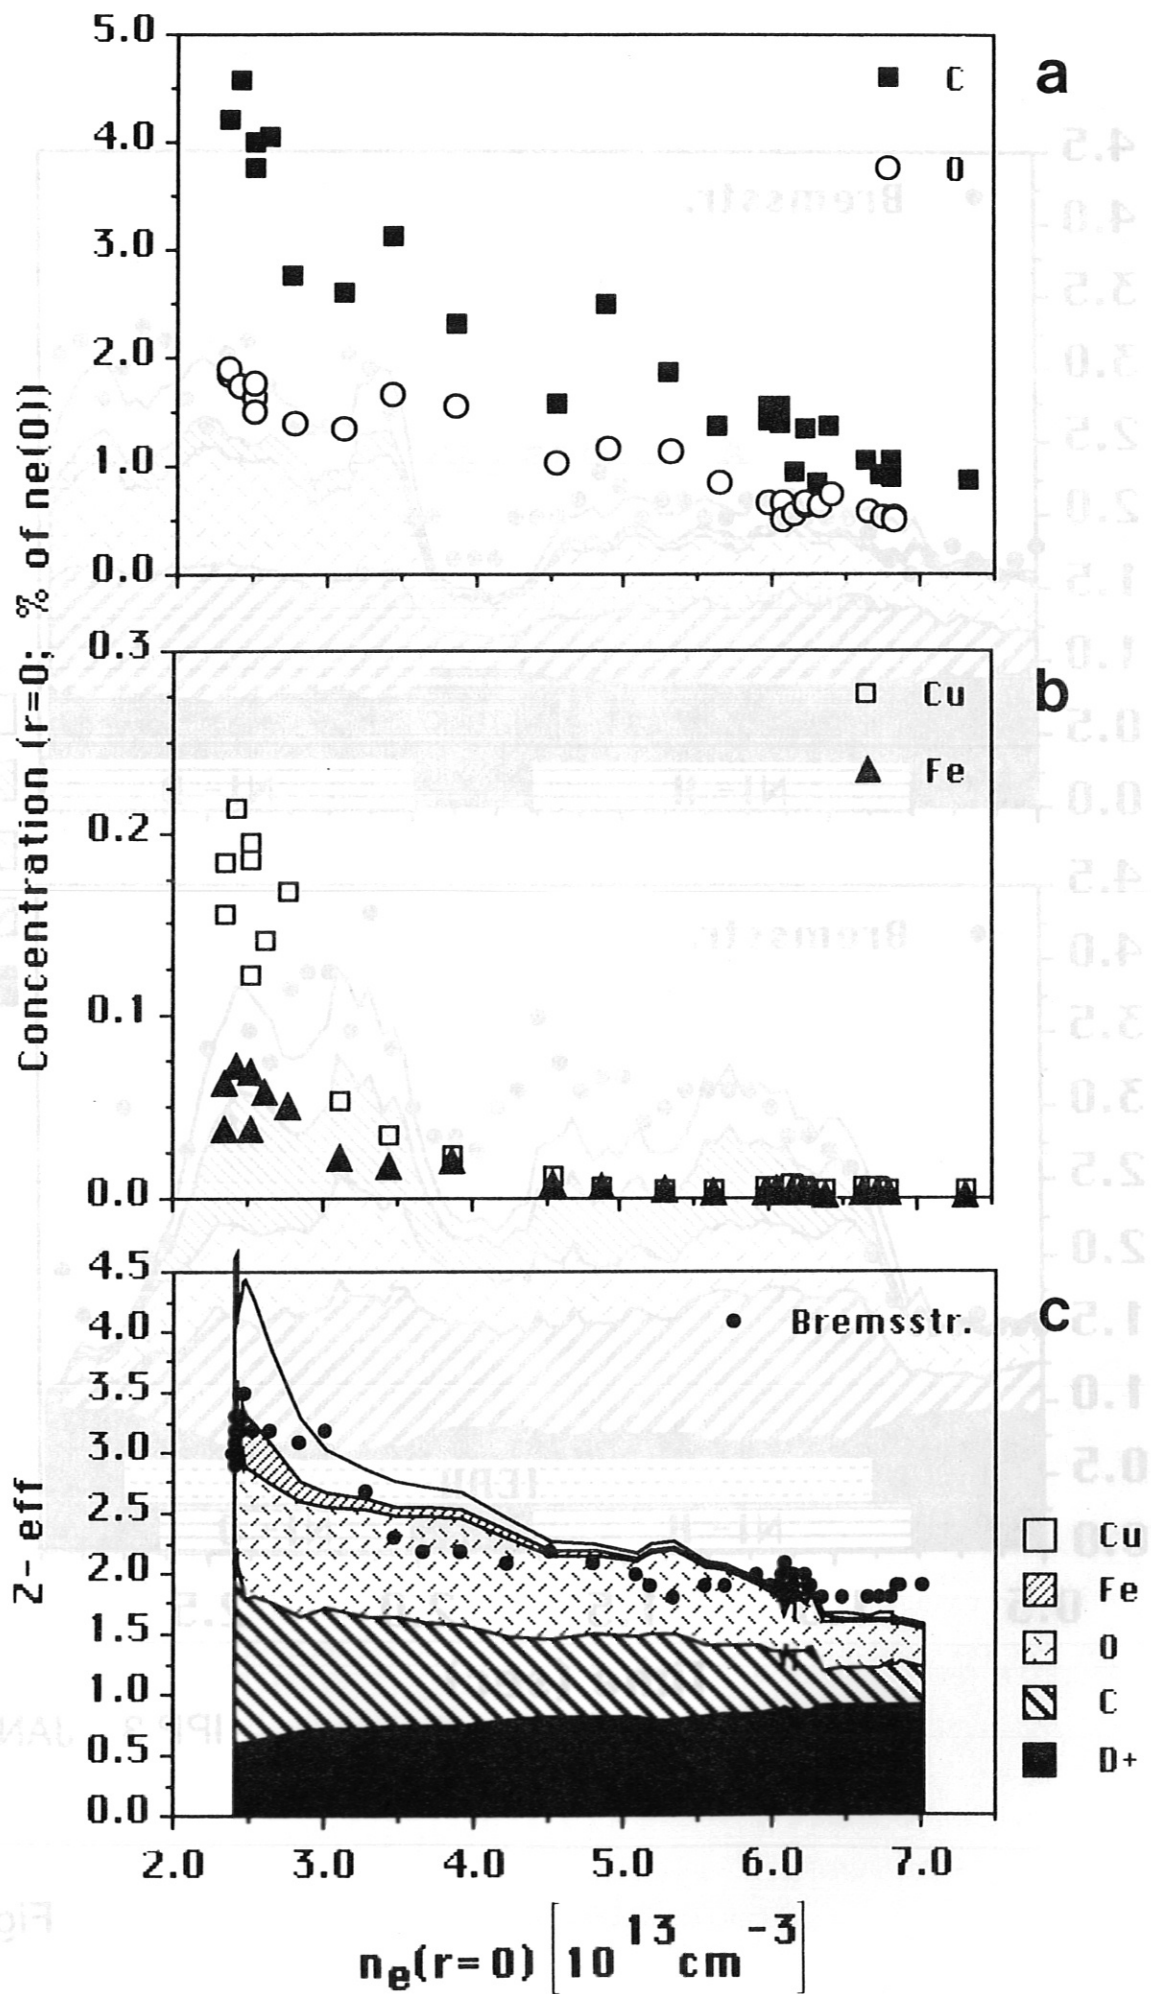 a
5.0
4.0
3.0
2.0
1.0
0.0
C
O
b
0.3
0.2
0.1
0.0
Cu
Fe
Concentration (r=0; % of ne(0))
c
4.5
4.0
3.5
3.0
2.5
2.0
1.5
1.0
0.5
0.0
Bremsstr.
Z-eff
Cu
Fe
O
C
D+
2.0 3.0 4.0 5.0 6.0 7.0
ne(r=0) [10^13 cm^-3]